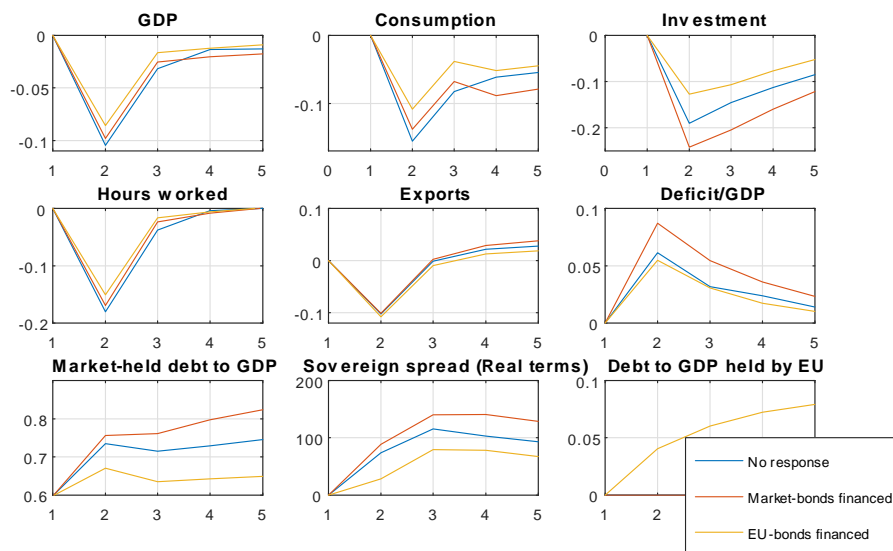 GDP
Consumption
Investment
0
-0.05
-0.1
1 2 3 4 5
0
-0.1
0 1 2 3 4 5
0
-0.1
-0.2
0 1 2 3 4 5
Hours worked
Exports
Deficit/GDP
0
-0.1
-0.2
1 2 3 4 5
0.1
0
-0.1
1 2 3 4 5
0.1
0.05
0
1 2 3 4 5
Market-held debt to GDP
Sovereign spread (Real terms)
Debt to GDP held by EU
0.8
0.7
0.6
1 2 3 4 5
200
100
0
1 2 3 4 5
0.1
0.05
0
1 2
No response
Market-bonds financed
EU-bonds financed